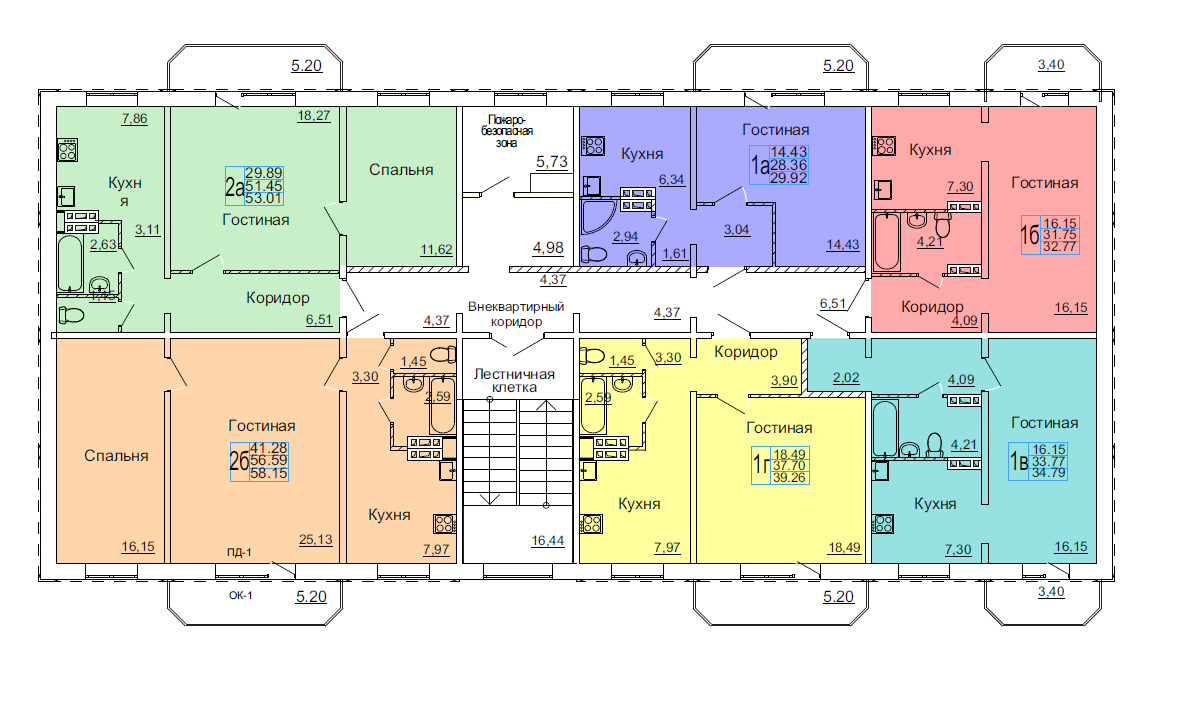 5.20
5.20
3,40
7,86
18,27
Пожаро-
безопасная
зона
5,73
Кухн
я
2а
29.89
51.45
53.01
Гостиная
Спальня
3,11
11,62
2,63
1,45
Коридор
6,51
4,98
Кухня
6,34
2,94
1,61
Гостиная
1а
14.43
28.36
29.92
3,04
14,43
Кухня
7,30
Гостиная
1б
16.15
31.75
32.77
4,21
Коридор
4,09
16,15
4,37
Внеквартирный
коридор
4,37
4,37
6,51
Спальня
16,15
Гостиная
2б
41.28
56.59
58.15
ПД-1
25,13
3,30
1,45
2,59
Кухня
7,97
Лестничная
клетка
16,44
1,45
3,30
2,59
Коридор
3,90
Кухня
7,97
Гостиная
1г
18.49
37.70
39.26
18,49
2,02
4,09
4,21
Кухня
7,30
Гостиная
1в
16.15
33.77
34.79
16,15
ОК-1
5.20
5.20
3,40